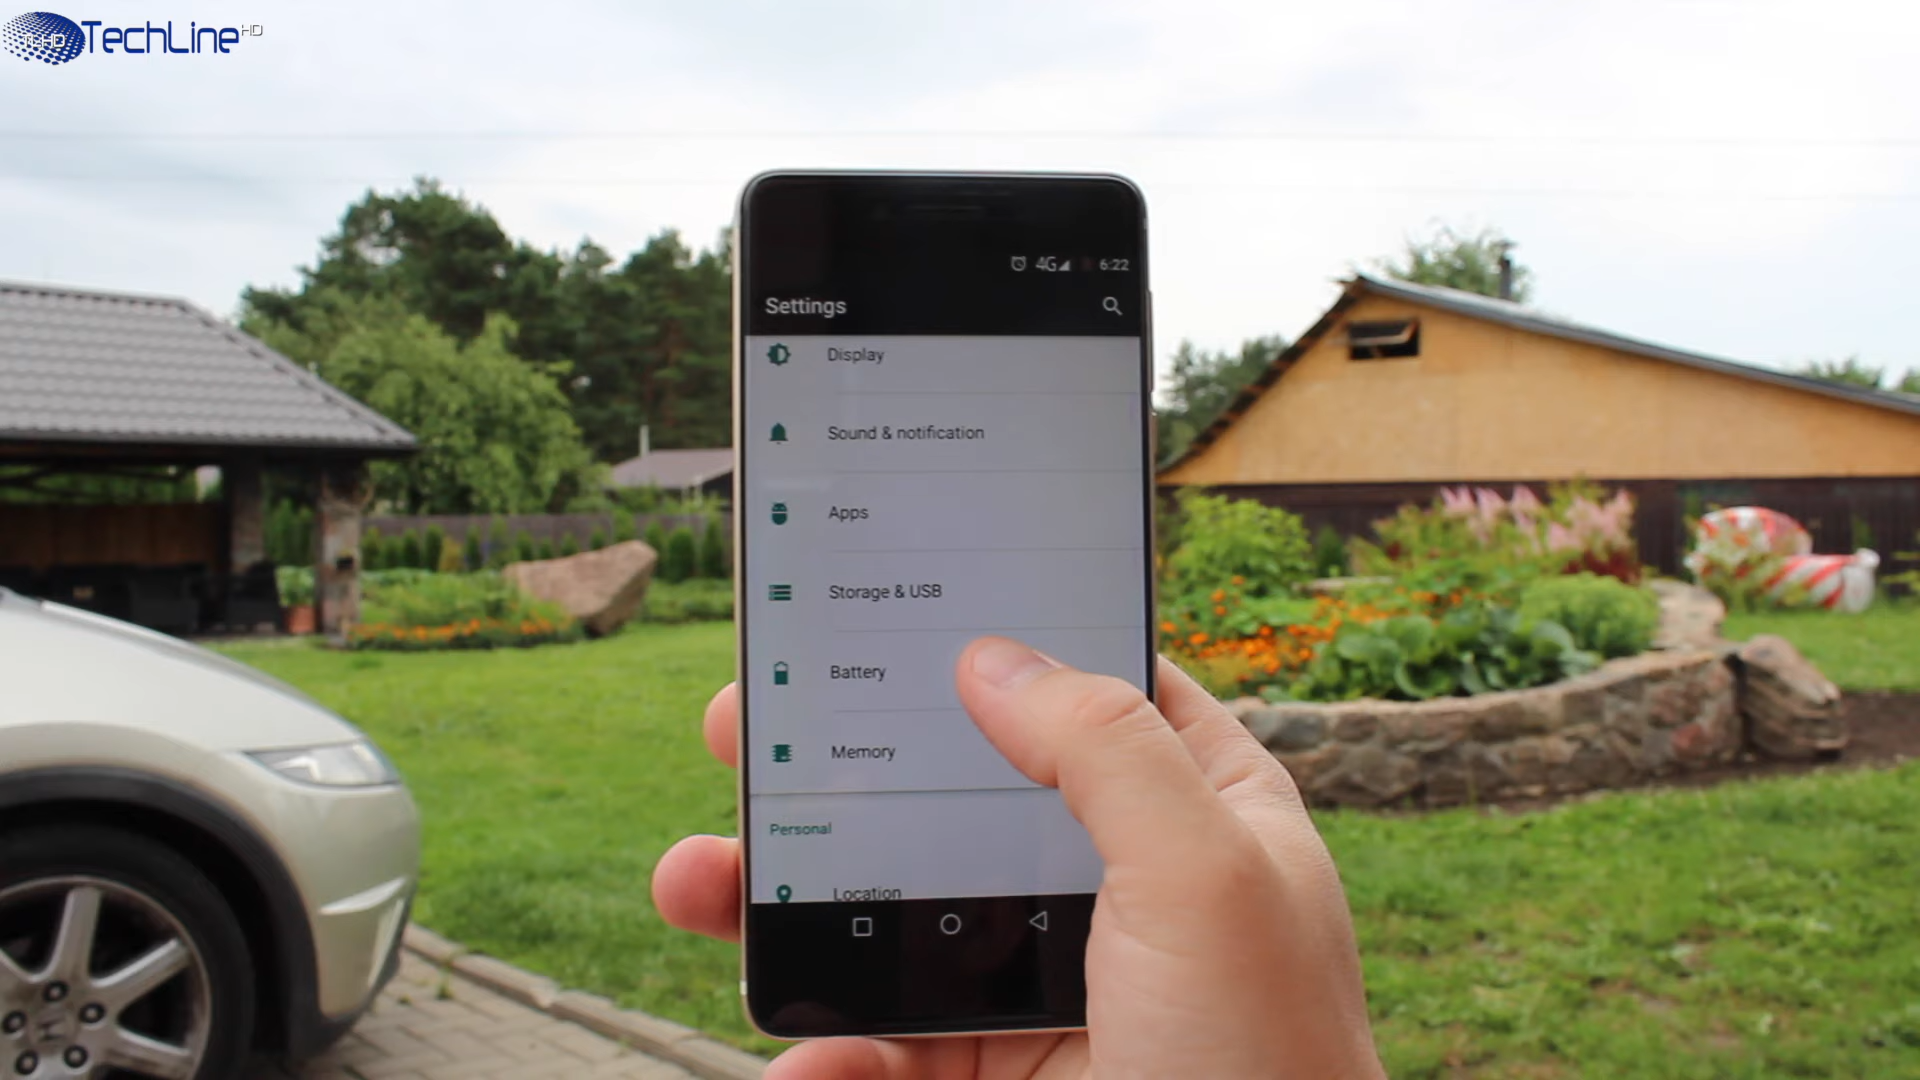 TechLine HD
4G 6:22
Settings
Display
Sound & notification
Apps
Storage & USB
Battery
Memory
Personal
Location